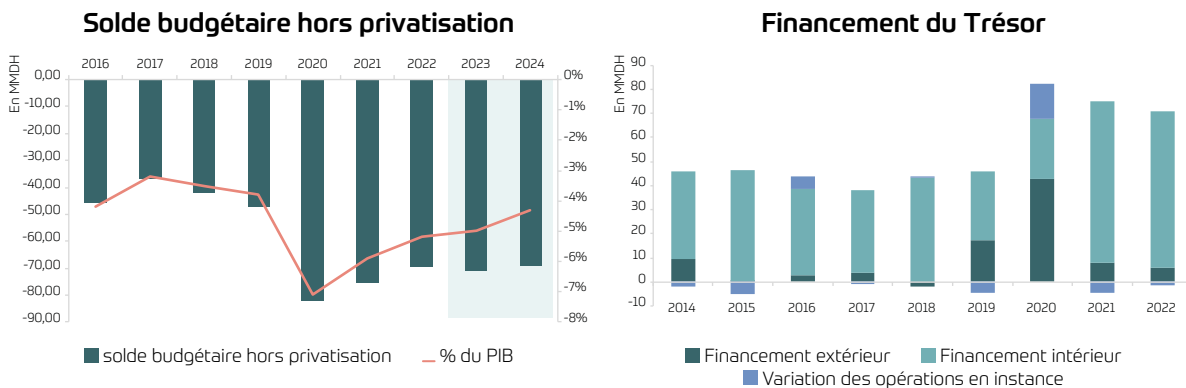 Solde budgétaire hors privatisation
En MMDH
2016 2017 2018 2019 2020 2021 2022 2023 2024
0,00 0%
-10,00 -1%
-20,00 -2%
-30,00 -3%
-40,00 -4%
-50,00 -5%
-60,00 -6%
-70,00 -7%
-80,00
-90,00 -8%
solde budgétaire hors privatisation % du PIB
Financement du Trésor
En MMDH
90
80
70
60
50
40
30
20
10
0
-10
2014 2015 2016 2017 2018 2019 2020 2021 2022
Financement extérieur Financement intérieur
Variation des opérations en instance